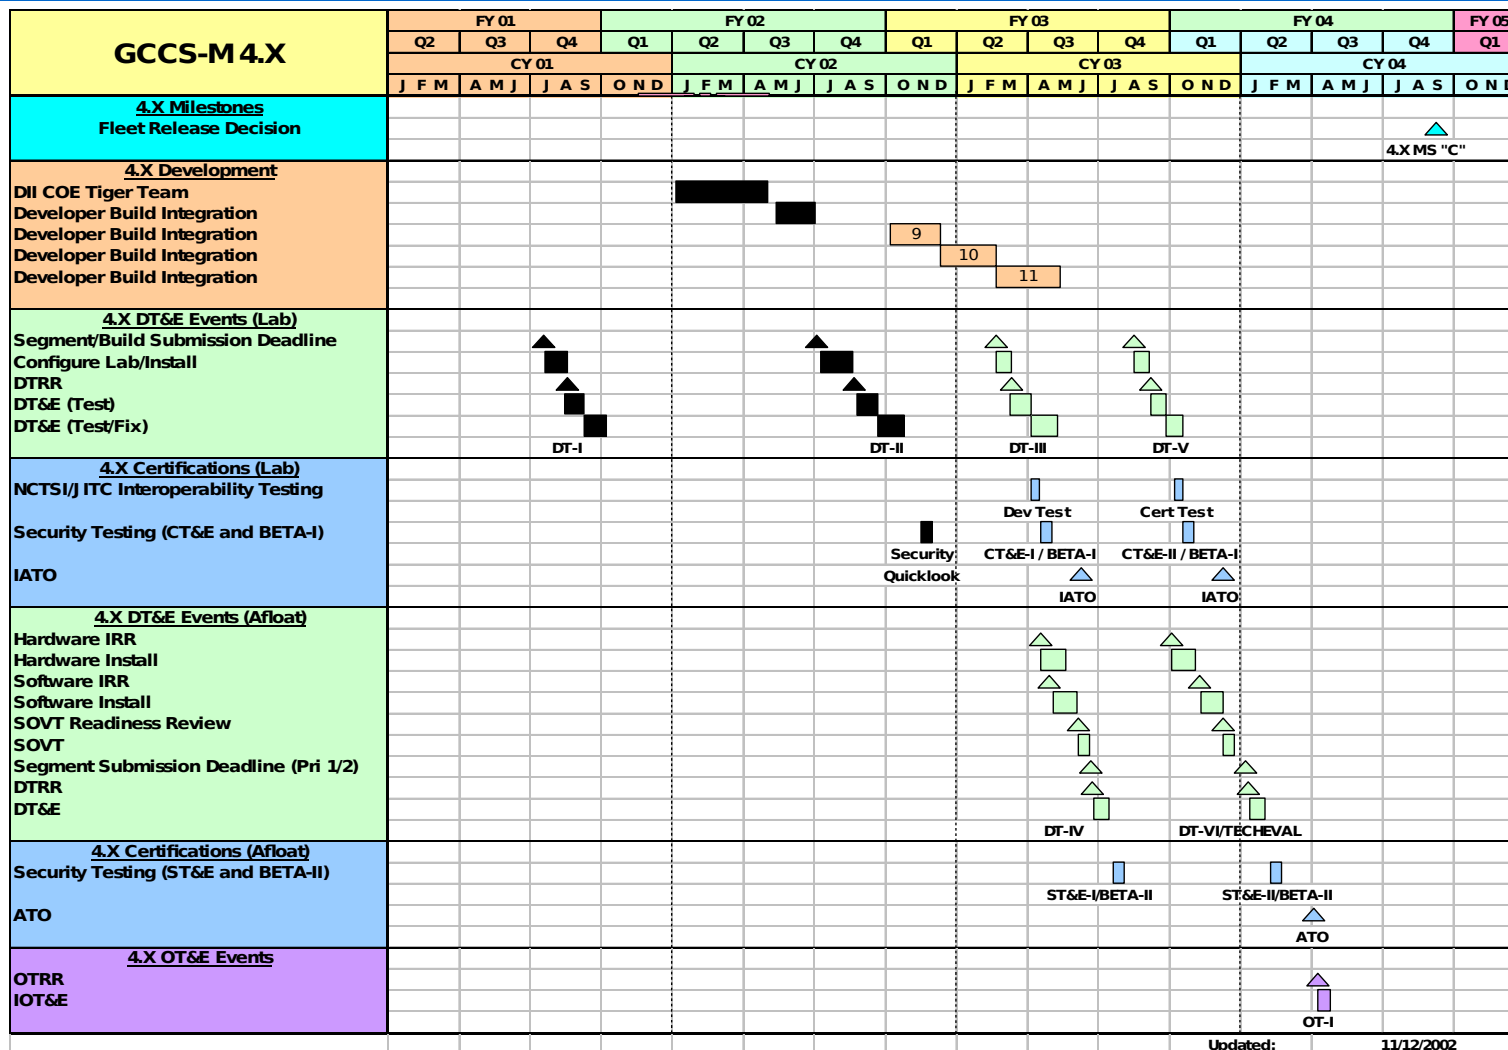 GCCS-M 4.X
FY 01 FY 02 FY 03 FY 04 FY 05
Q2 Q3 Q4 Q1 Q2 Q3 Q4 Q1 Q2 Q3 Q4 Q1 Q2 Q3 Q4 Q1
CY 01 CY 02 CY 03 CY 04
J F M A M J J A S O N D J F M A M J J A S O N D J F M A M J J A S O N D J F M A M J J A S O N D
4.X Milestones
Fleet Release Decision
4.X MS "C"
4.X Development
DII COE Tiger Team
Developer Build Integration
Developer Build Integration 9
Developer Build Integration 10
Developer Build Integration 11
4.X DT&E Events (Lab)
Segment/Build Submission Deadline
Configure Lab/Install
DTRR
DT&E (Test)
DT&E (Test/Fix)
DT-I DT-II DT-III DT-V
4.X Certifications (Lab)
NCTSI/JITC Interoperability Testing
Dev Test Cert Test
Security Testing (CT&E and BETA-I)
Security CT&E-I / BETA-I CT&E-II / BETA-I
IATO Quicklook
IATO IATO
4.X DT&E Events (Afloat)
Hardware IRR
Hardware Install
Software IRR
Software Install
SOVT Readiness Review
SOVT
Segment Submission Deadline (Pri 1/2)
DTRR
DT&E
DT-IV DT-VI/TECHEVAL
4.X Certifications (Afloat)
Security Testing (ST&E and BETA-II)
ST&E-I/BETA-II ST&E-II/BETA-II
ATO
ATO
4.X OT&E Events
OTRR
IOT&E
OT-I
Updated: 11/12/2002